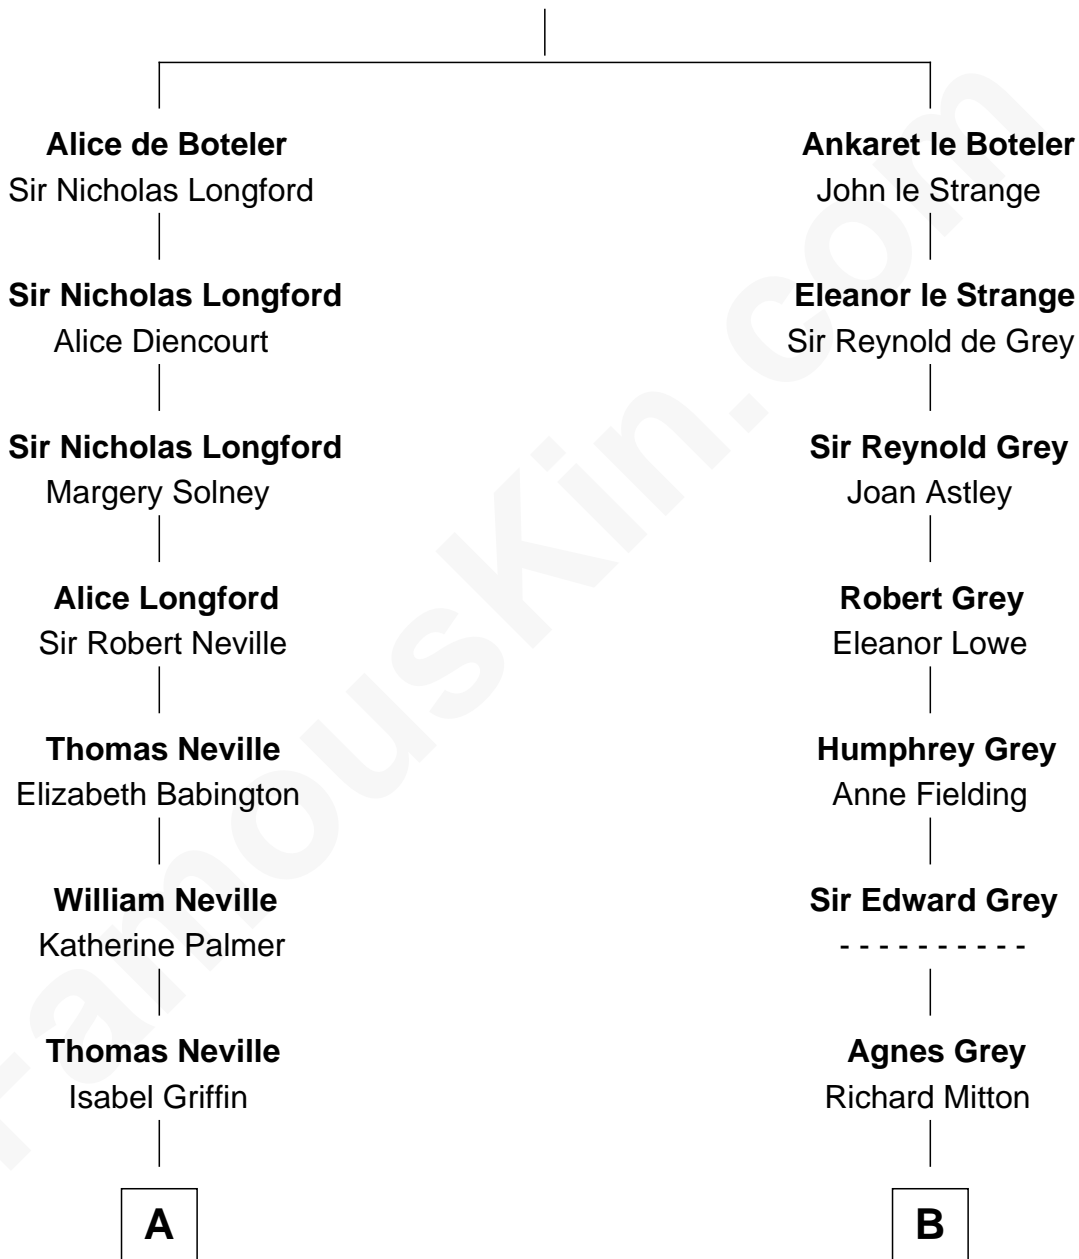 Alice de Boteler
Sir Nicholas Longford
Ankaret le Boteler
John le Strange
Sir Nicholas Longford
Alice Diencourt
Eleanor le Strange
Sir Reynold de Grey
Sir Nicholas Longford
Margery Solney
Sir Reynold Grey
Joan Astley
Alice Longford
Sir Robert Neville
Robert Grey
Eleanor Lowe
Thomas Neville
Elizabeth Babington
Humphrey Grey
Anne Fielding
William Neville
Katherine Palmer
Sir Edward Grey
- - - - - - - - - -
Thomas Neville
Isabel Griffin
Agnes Grey
Richard Mitton
A
B
FamousKin.com